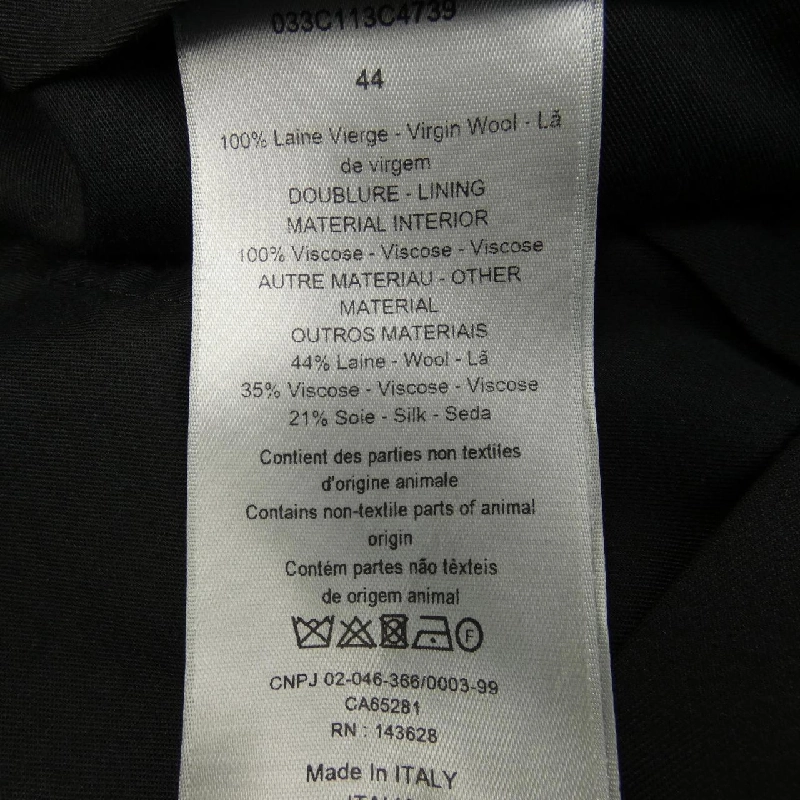 033C113C4739
44
100% Laine Vierge - Virgin Wool - Lã
de virgem
DOUBLURE - LINING
MATERIAL INTERIOR
100% Viscose - Viscose - Viscose
AUTRE MATERIAU - OTHER
MATERIAL
OUTROS MATERIAIS
44% Laine - Wool - Lã
35% Viscose - Viscose - Viscose
21% Soie - Silk - Seda
Contient des parties non textiles
d'origine animale
Contains non-textile parts of animal
origin
Contém partes não têxteis
de origem animal
F
CNPJ 02-046-366/0003-99
CA65281
RN : 143628
Made In ITALY